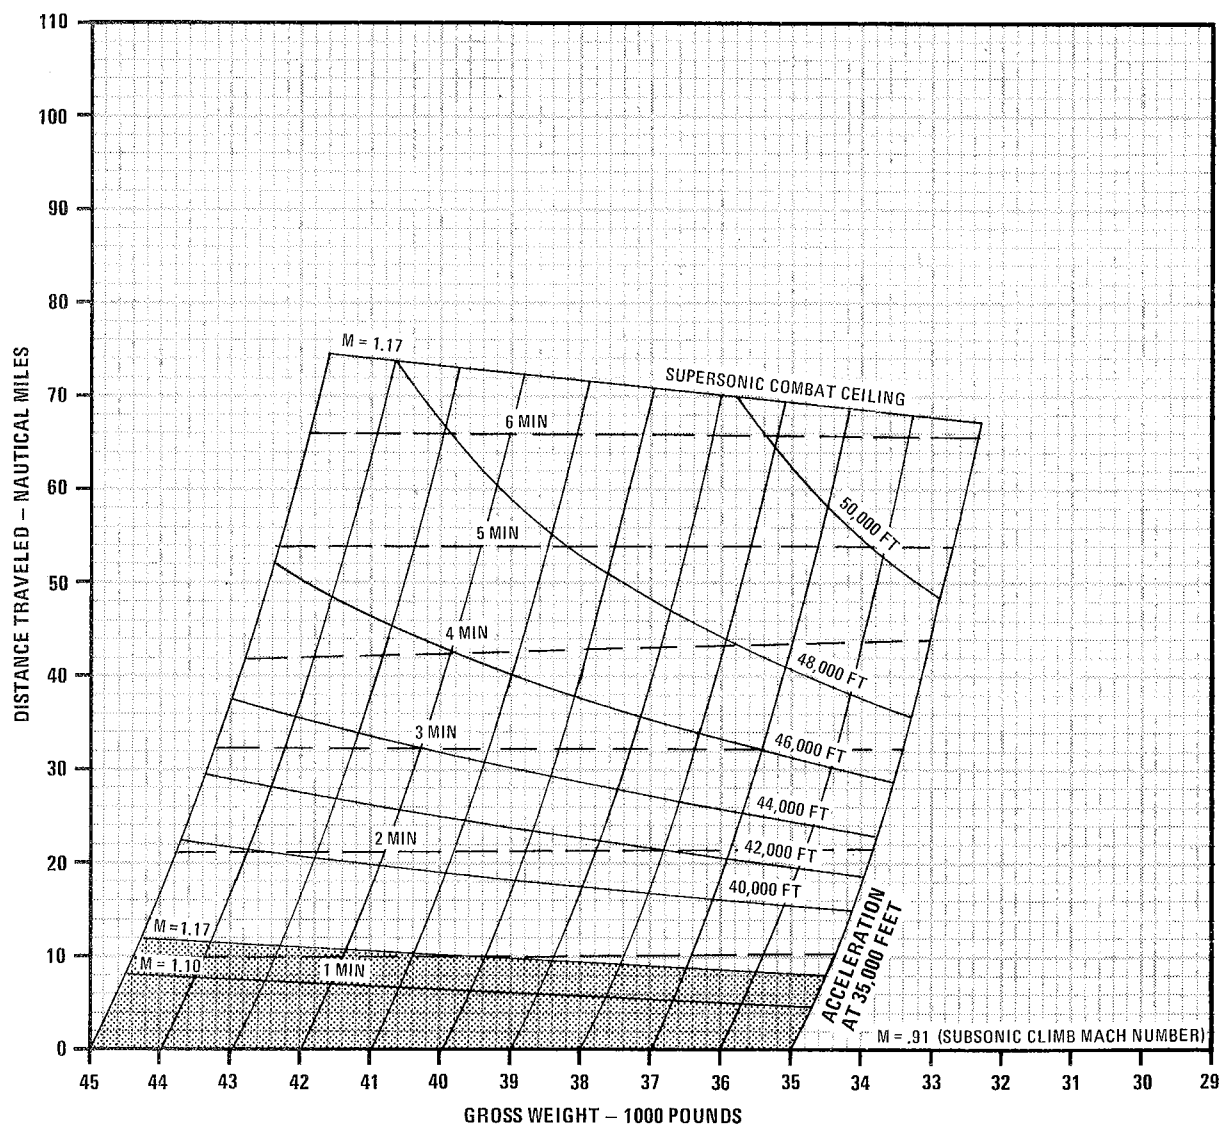 110
100
90
80
70
60
50
40
30
20
10
0
DISTANCE TRAVELED – NAUTICAL MILES
M = 1.17
SUPERSONIC COMBAT CEILING
6 MIN
50,000 FT
5 MIN
4 MIN
48,000 FT
3 MIN
46,000 FT
44,000 FT
2 MIN
42,000 FT
40,000 FT
M = 1.17
M = 1.10
1 MIN
ACCELERATION
AT 35,000 FEET
M = .91 (SUBSONIC CLIMB MACH NUMBER)
45 44 43 42 41 40 39 38 37 36 35 34 33 32 31 30 29
GROSS WEIGHT – 1000 POUNDS